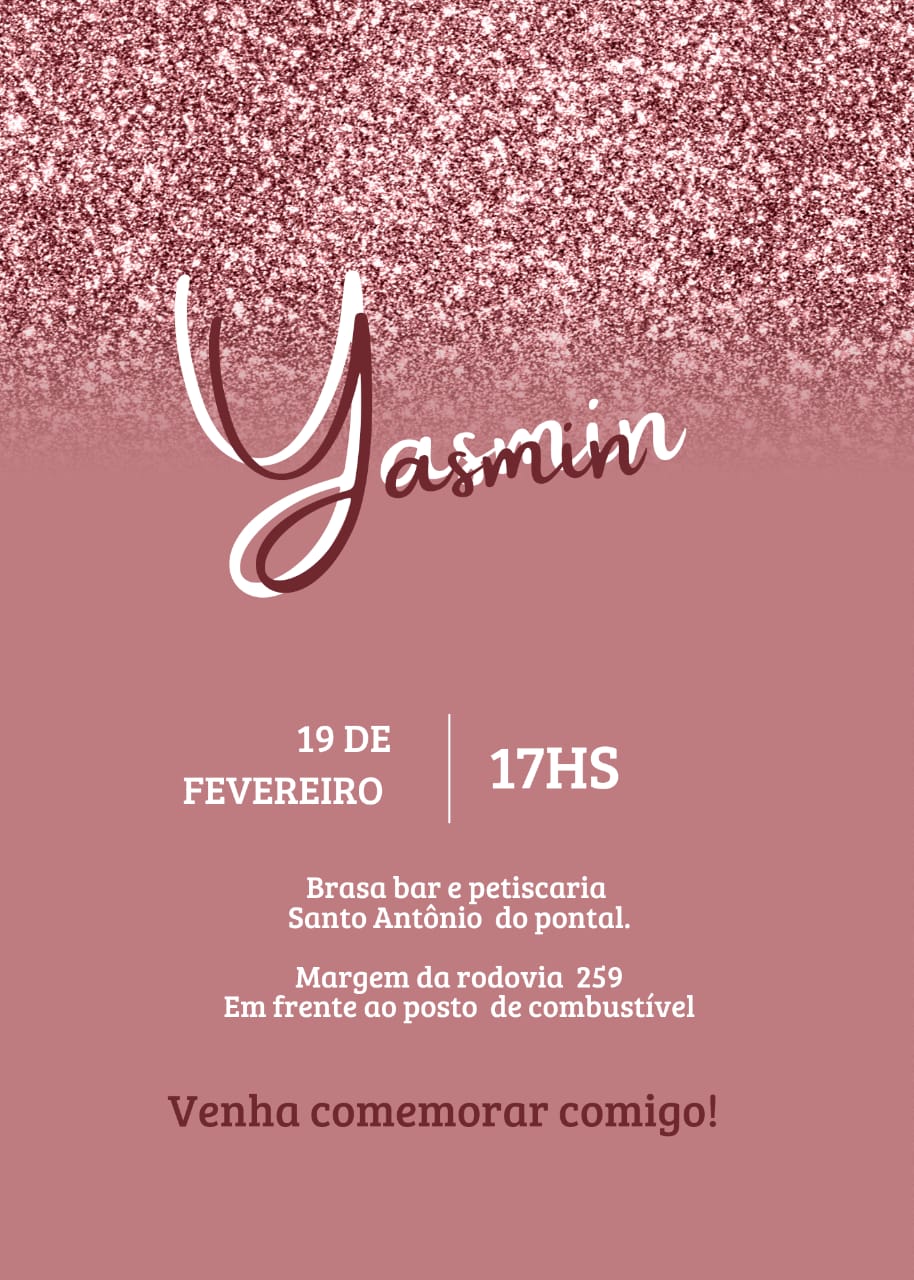 Yasmin
19 DE
FEVEREIRO
17HS
Brasa bar e petiscaria
Santo Antônio do pontal.
Margem da rodovia 259
Em frente ao posto de combustível
Venha comemorar comigo!